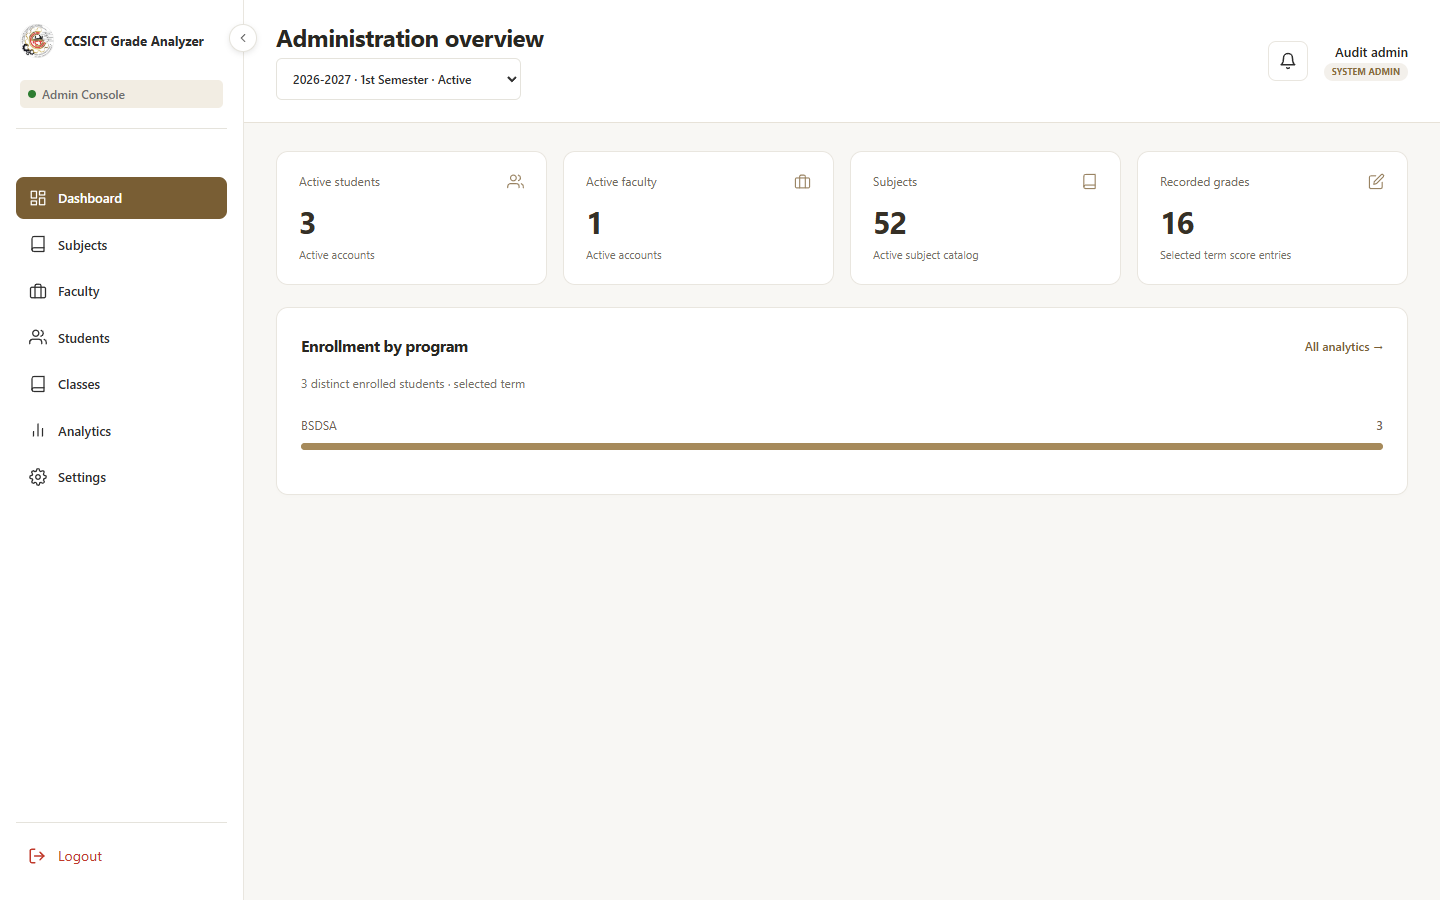 CCSICT Grade Analyzer
Admin Console
Dashboard
Subjects
Faculty
Students
Classes
Analytics
Settings
Logout
Administration overview
2026-2027 · 1st Semester · Active
Audit admin
SYSTEM ADMIN
Active students
3
Active accounts
Active faculty
1
Active accounts
Subjects
52
Active subject catalog
Recorded grades
16
Selected term score entries
Enrollment by program
All analytics →
3 distinct enrolled students · selected term
BSDSA
3